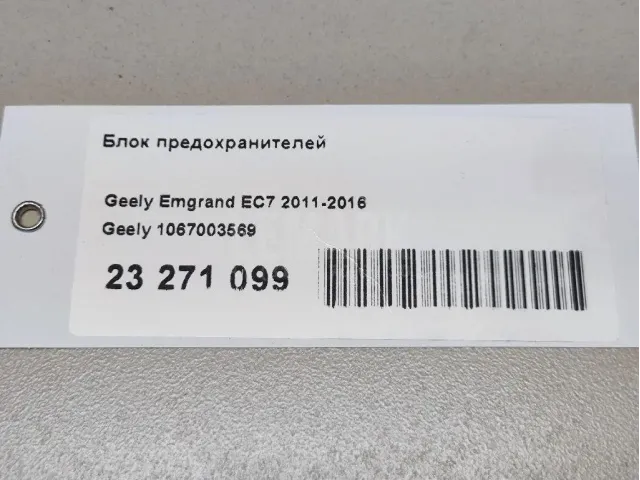 Блок предохранителей
Geely Emgrand EC7 2011-2016
Geely 1067003569
23 271 099